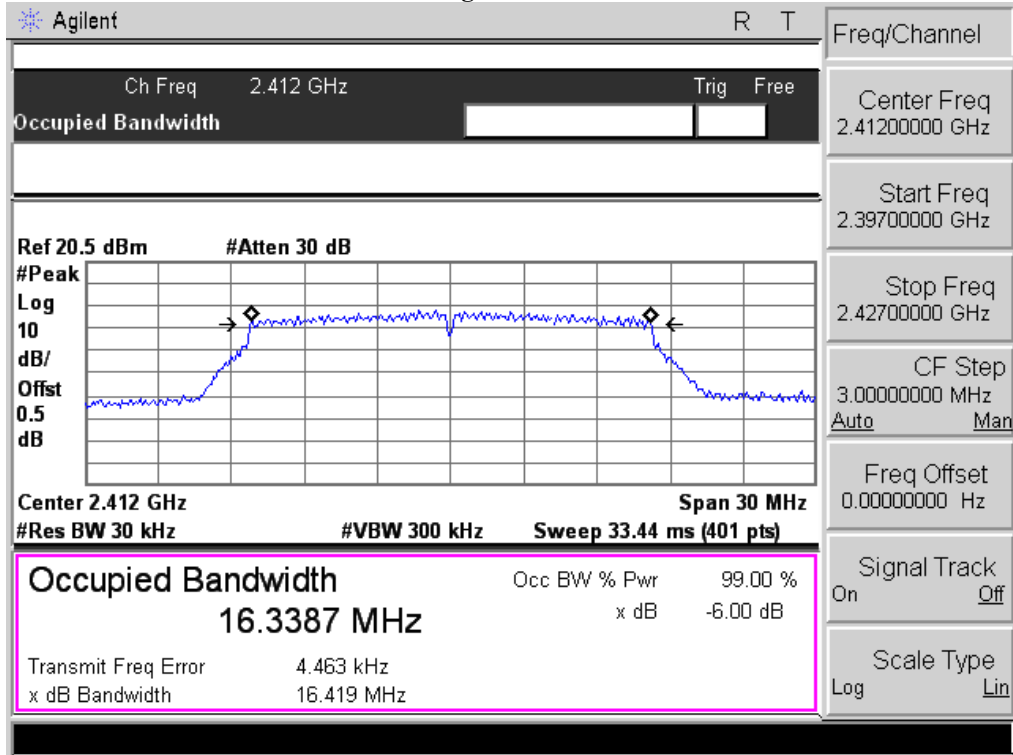 Agilent R T
Freq/Channel
Ch Freq 2.412 GHz Trig Free
Occupied Bandwidth
Center Freq
2.41200000 GHz
Start Freq
2.39700000 GHz
Stop Freq
2.42700000 GHz
CF Step
3.00000000 MHz
Auto Man
Freq Offset
0.00000000 Hz
Signal Track
On Off
Scale Type
Log Lin
Ref 20.5 dBm #Atten 30 dB
#Peak
Log
10
dB/
Offst
0.5
dB
Center 2.412 GHz Span 30 MHz
#Res BW 30 kHz #VBW 300 kHz Sweep 33.44 ms (401 pts)
Occupied Bandwidth Occ BW % Pwr 99.00 %
16.3387 MHz x dB -6.00 dB
Transmit Freq Error 4.463 kHz
x dB Bandwidth 16.419 MHz